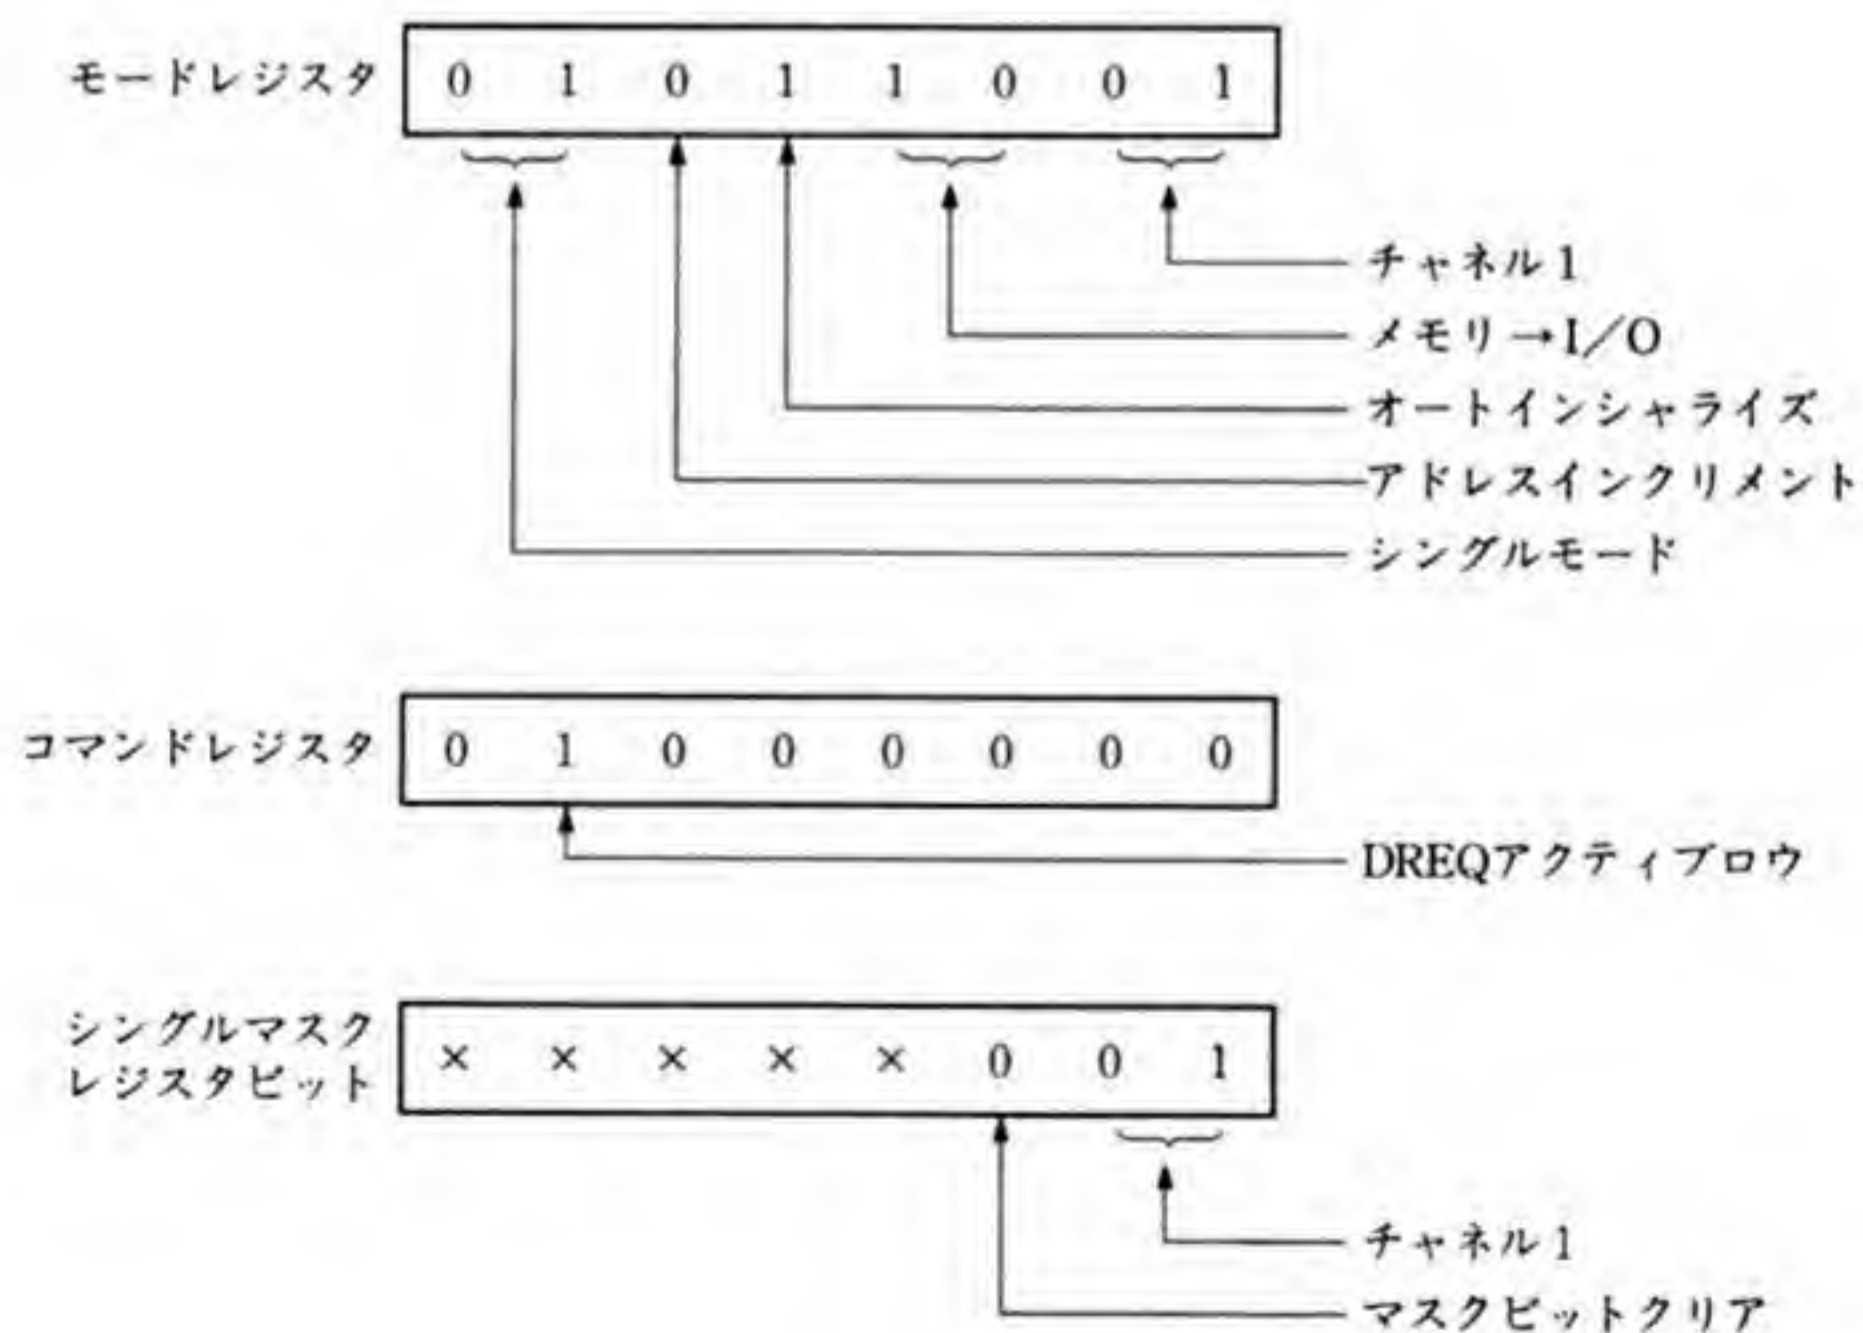 モードレジスタ 0 1 0 1 1 0 0 1
チャネル1
メモリ→I/O
オートインシャライズ
アドレスインクリメント
シングルモード
コマンドレジスタ 0 1 0 0 0 0 0 0
DREQアクティブロウ
シングルマスク
レジスタビット × × × × × 0 0 1
チャネル1
マスクビットクリア